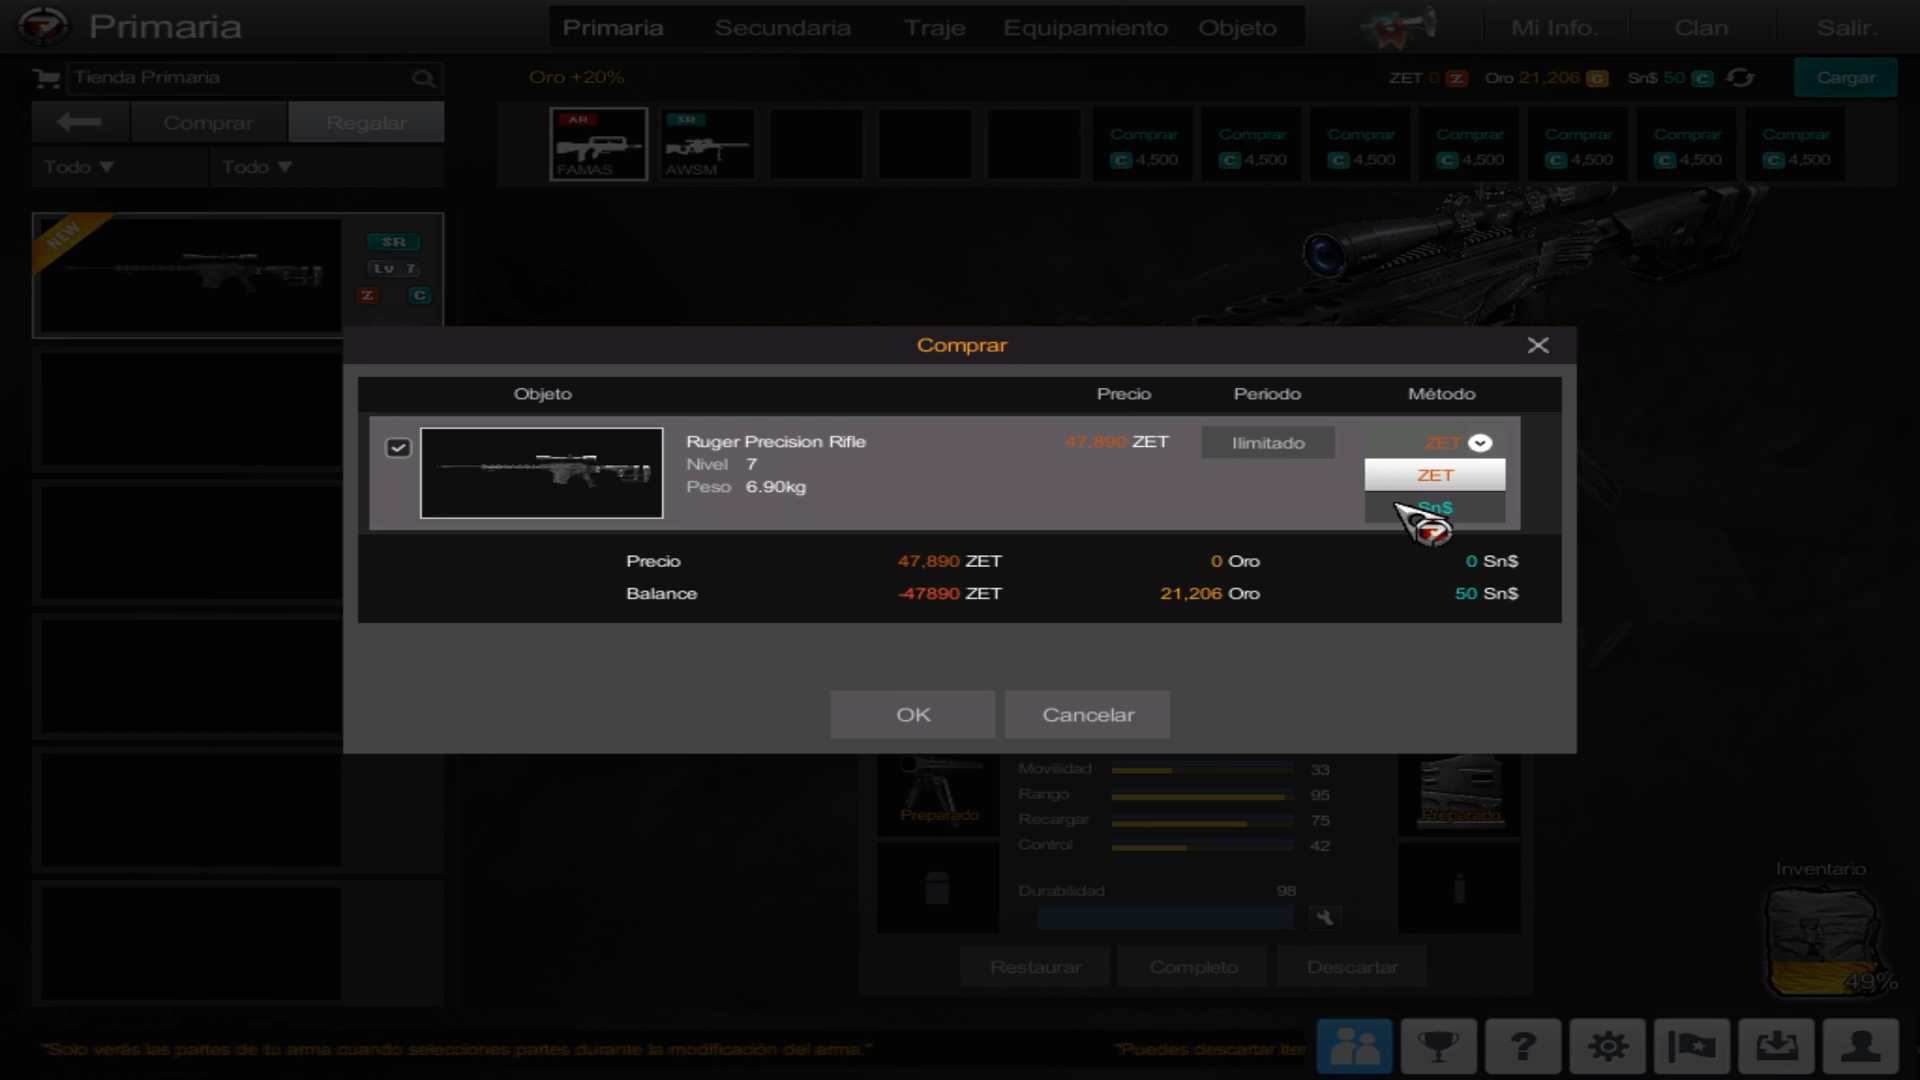 Primaria
Primaria Secundaria Traje Equipamiento Objeto
Mi Info. Clan Salir.
Tienda Primaria
Oro +20%
ZET 0 Z Oro 21,206 G Sn$ 50 C
Cargar
Comprar Regalar
Todo ▼ Todo ▼
AR
FAMAS
SR
AWSM
Comprar Comprar Comprar Comprar Comprar Comprar Comprar
C 4,500 C 4,500 C 4,500 C 4,500 C 4,500 C 4,500 C 4,500
NEW
SR
Lv 7
Z C
Comprar
Objeto Precio Periodo Método
Ruger Precision Rifle 47,890 ZET Ilimitado ZET
Nivel 7
Peso 6.90kg
ZET
Sn$
Precio 47,890 ZET 0 Oro 0 Sn$
Balance -47890 ZET 21,206 Oro 50 Sn$
OK Cancelar
Movilidad 33
Rango 95
Recargar 75
Control 42
Preparado Preparado
Durabilidad 98
Restaurar Completo Descartar
Inventario
49%
"Solo verás las partes de tu arma cuando selecciones partes durante la modificación del arma."
"Puedes descartar
?